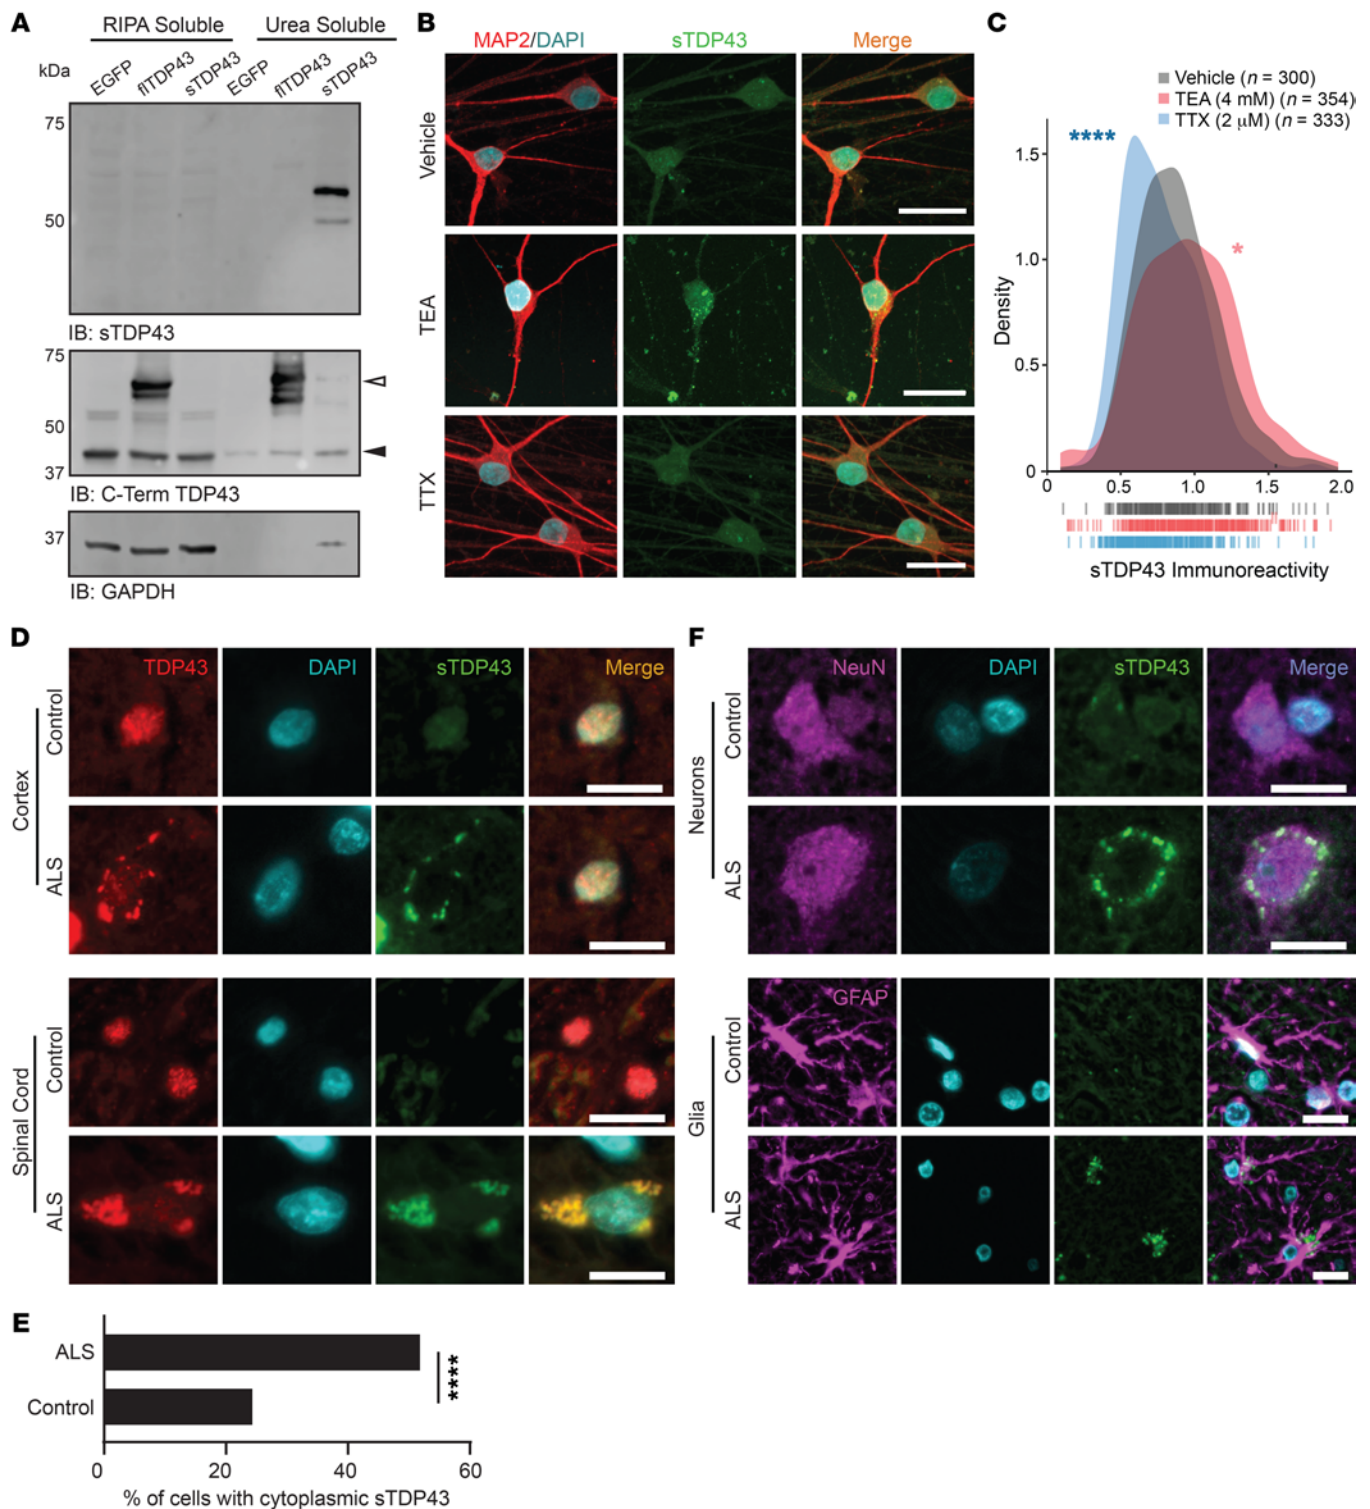 A
RIPA Soluble
Urea Soluble
kDa
EGFP
flTDP43
sTDP43
EGFP
flTDP43
sTDP43
75
50
IB: sTDP43
75
50
37
IB: C-Term TDP43
37
IB: GAPDH
B
MAP2/DAPI
sTDP43
Merge
Vehicle
TEA
TTX
C
Vehicle (n = 300)
TEA (4 mM) (n = 354)
TTX (2 μM) (n = 333)
****
*
Density
1.5
1.0
0.5
0
0 0.5 1.0 1.5 2.0
sTDP43 Immunoreactivity
D
TDP43
DAPI
sTDP43
Merge
Cortex
Control
ALS
Spinal Cord
Control
ALS
E
ALS
Control
****
0 20 40 60
% of cells with cytoplasmic sTDP43
F
NeuN
DAPI
sTDP43
Merge
Neurons
Control
ALS
GFAP
Glia
Control
ALS